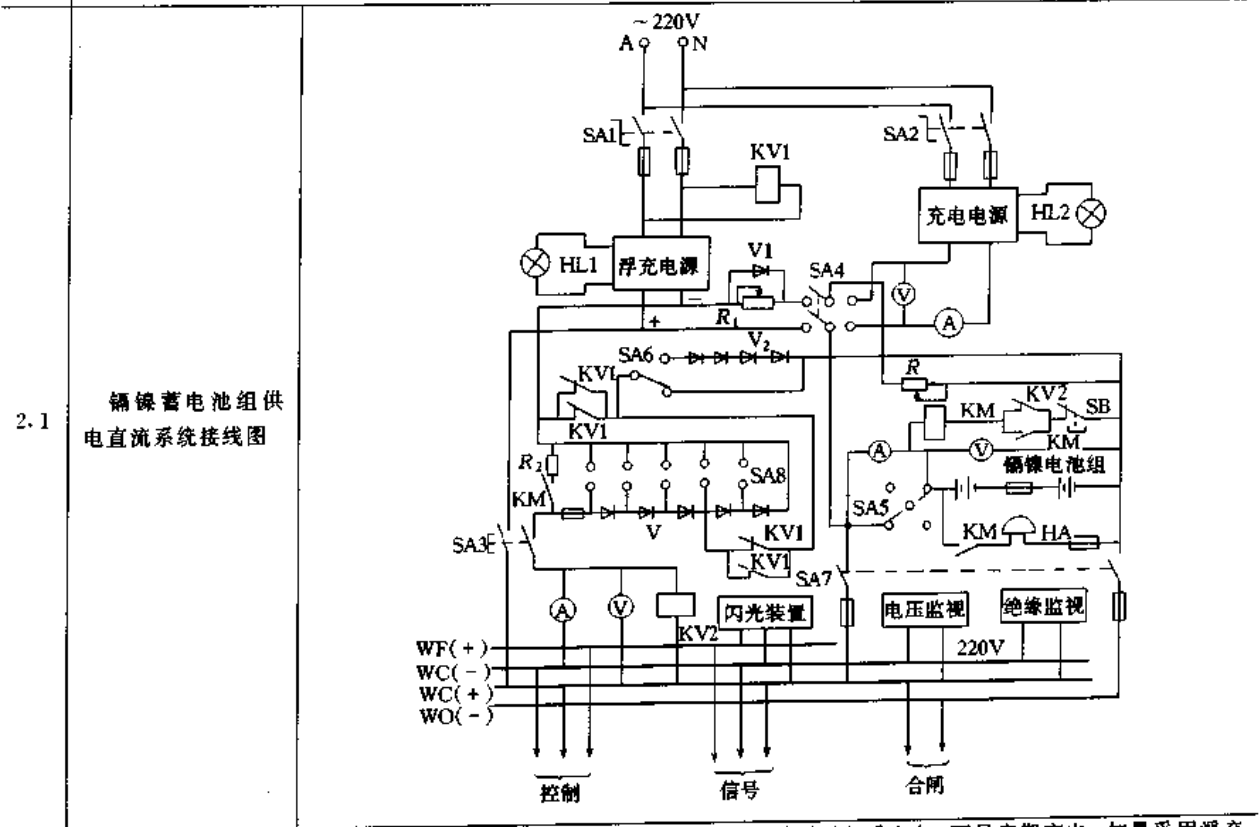 2.1
镉镍蓄电池组供
电直流系统接线图
~220V
A
N
SA1
SA2
KV1
充电电源
HL2
HL1
浮充电源
V1
SA4
V
A
R1
−
+
SA6
V2
KV1
KV1
R
KM
KV2
SB
KM
A
V
镉镍电池组
R2
KM
SA8
V
SA5
KV1
KV1
KM
HA
SA3
SA7
A
V
KV2
闪光装置
电压监视
绝缘监视
WF(+)
WC(-)
WC(+)
WO(-)
220V
控制
信号
合闸